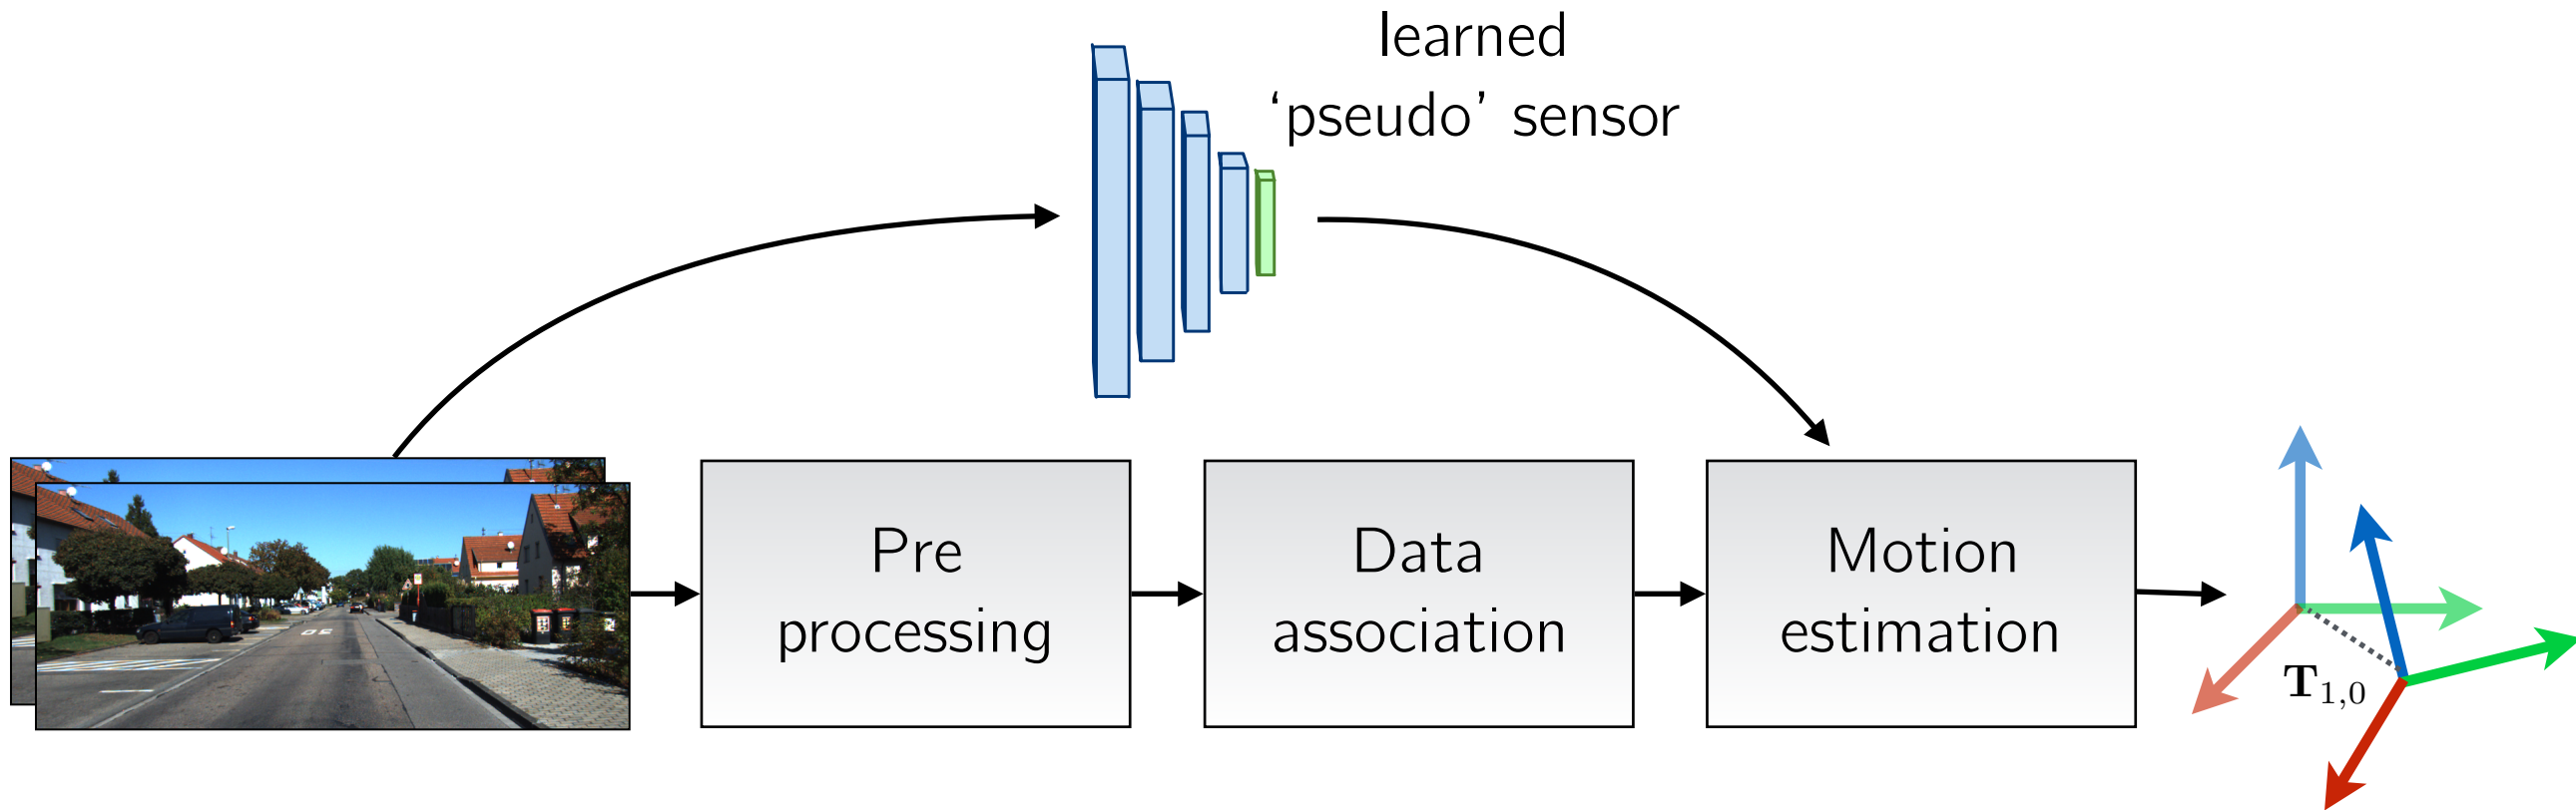 learned
‘pseudo’ sensor
Pre
processing
Data
association
Motion
estimation
T1,0